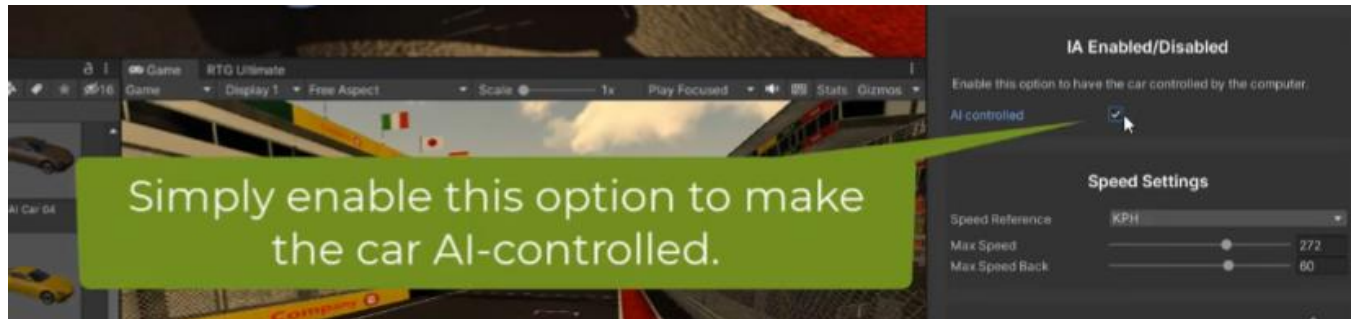 Game
RTG Ultimate
16
Game
Display 1
Free Aspect
Scale
1x
Play Focused
Stats
Gizmos
AI Car 04
Simply enable this option to make
the car AI-controlled.
Company
IA Enabled/Disabled
Enable this option to have the car controlled by the computer.
AI controlled
Speed Settings
Speed Reference
KPH
Max Speed
272
Max Speed Back
60